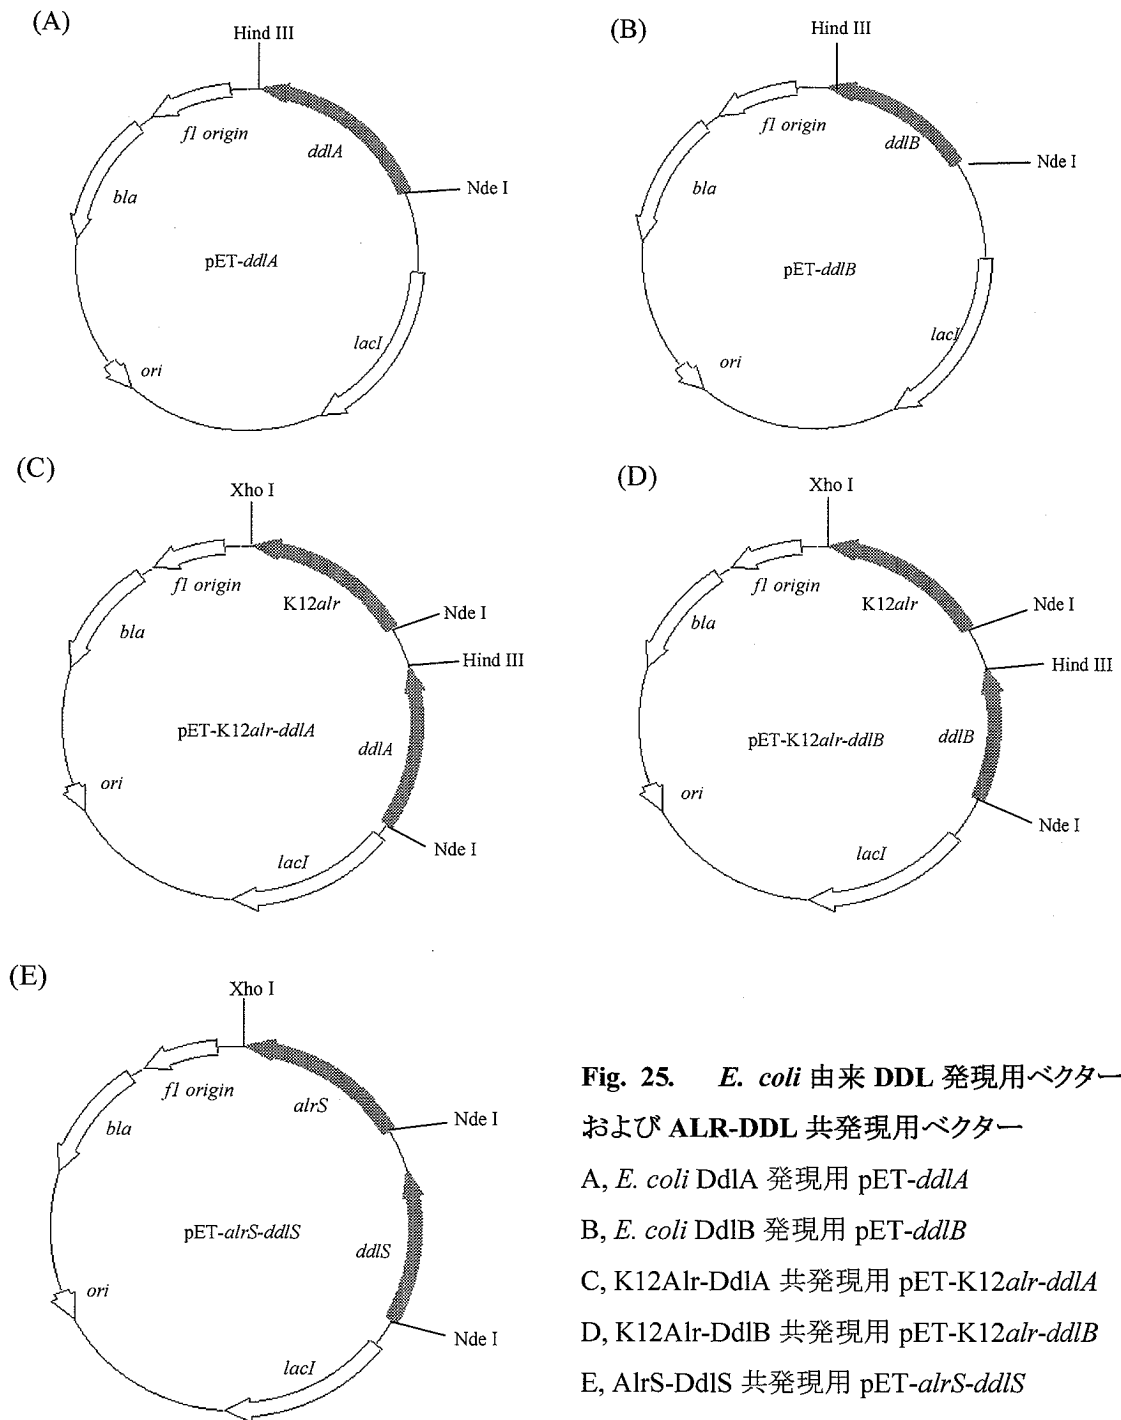 (A)
Hind III
f1 origin
ddlA
Nde I
bla
pET-ddlA
lacI
ori
(B)
Hind III
f1 origin
ddlB
Nde I
bla
pET-ddlB
lacI
ori
(C)
Xho I
f1 origin
K12alr
Nde I
bla
Hind III
pET-K12alr-ddlA
ddlA
ori
Nde I
lacI
(D)
Xho I
f1 origin
K12alr
Nde I
bla
Hind III
pET-K12alr-ddlB
ddlB
ori
Nde I
lacI
(E)
Xho I
f1 origin
alrS
Nde I
bla
pET-alrS-ddlS
ddlS
ori
Nde I
lacI
Fig. 25. E. coli 由来 DDL 発現用ベクター
および ALR-DDL 共発現用ベクター
A, E. coli DdlA 発現用 pET-ddlA
B, E. coli DdlB 発現用 pET-ddlB
C, K12Alr-DdlA 共発現用 pET-K12alr-ddlA
D, K12Alr-DdlB 共発現用 pET-K12alr-ddlB
E, AlrS-DdlS 共発現用 pET-alrS-ddlS